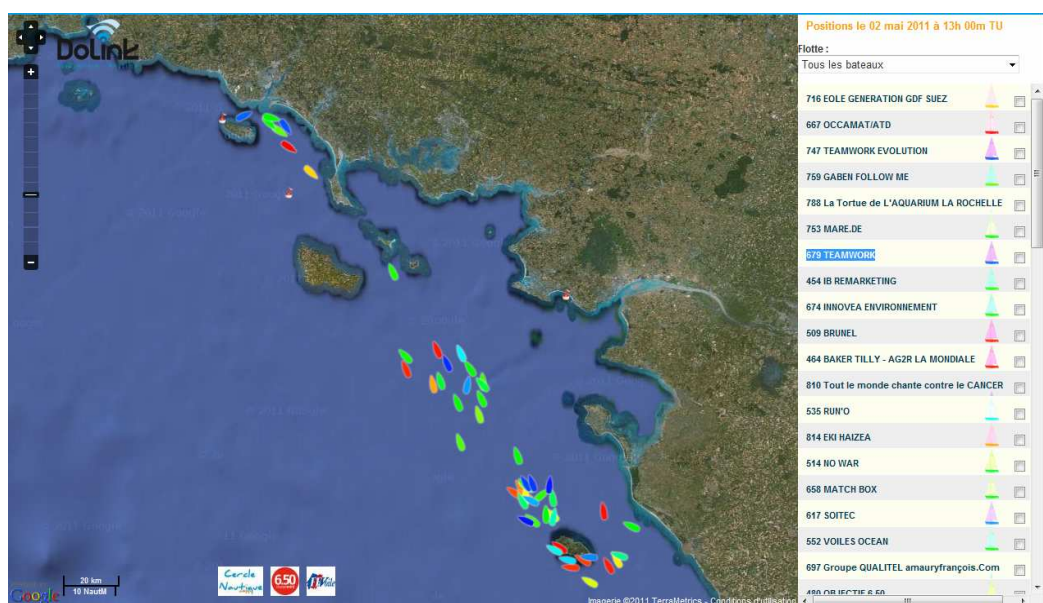 DoLink
Positions le 02 mai 2011 à 13h 00m TU
Flotte :
Tous les bateaux
716 EOLE GENERATION GDF SUEZ
667 OCCAMAT/ATD
747 TEAMWORK EVOLUTION
759 GABEN FOLLOW ME
788 La Tortue de L'AQUARIUM LA ROCHELLE
753 MARE.DE
679 TEAMWORK
454 IB REMARKETING
674 INNOVEA ENVIRONNEMENT
509 BRUNEL
464 BAKER TILLY - AG2R LA MONDIALE
810 Tout le monde chante contre le CANCER
535 RUN'O
814 EKI HAIZEA
514 NO WAR
658 MATCH BOX
617 SOITEC
552 VOILES OCEAN
697 Groupe QUALITEL amauryfrançois.Com
480 OBJECTIF 6.50
20 km
10 NautM
Google
Cercle
Nautique
6.50
Imagerie ©2011 TerraMetrics - Conditions d'utilisation